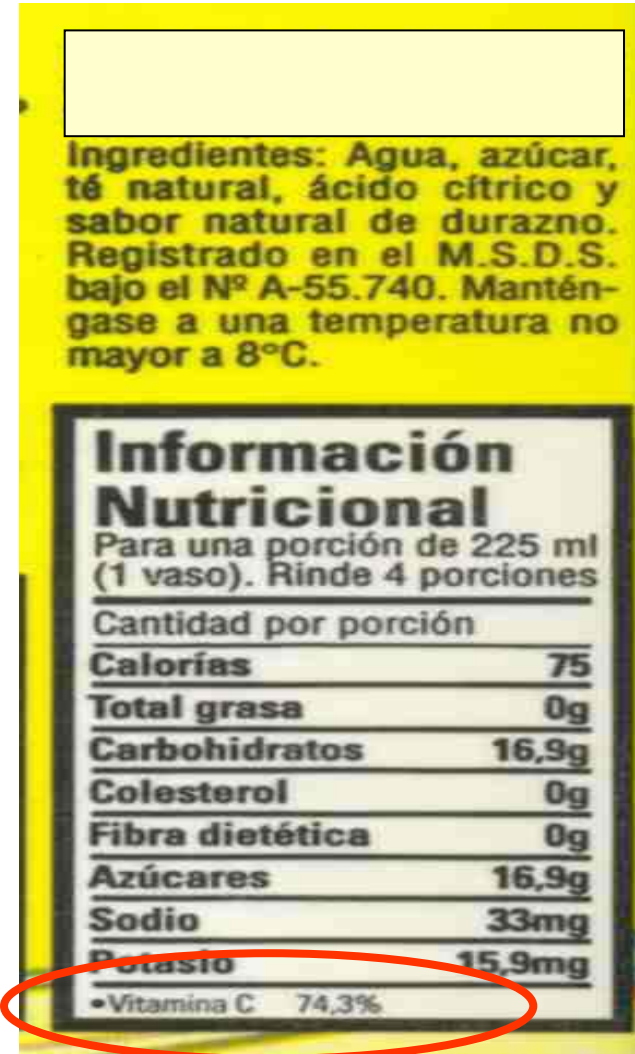 Ingredientes: Agua, azúcar,
té natural, ácido cítrico y
sabor natural de durazno.
Registrado en el M.S.D.S.
bajo el Nº A-55.740. Mantén-
gase a una temperatura no
mayor a 8°C.
Información
Nutricional
Para una porción de 225 ml
(1 vaso). Rinde 4 porciones
Cantidad por porción
Calorías 75
Total grasa 0g
Carbohidratos 16,9g
Colesterol 0g
Fibra dietética 0g
Azúcares 16,9g
Sodio 33mg
Potasio 15,9mg
•Vitamina C 74,3%